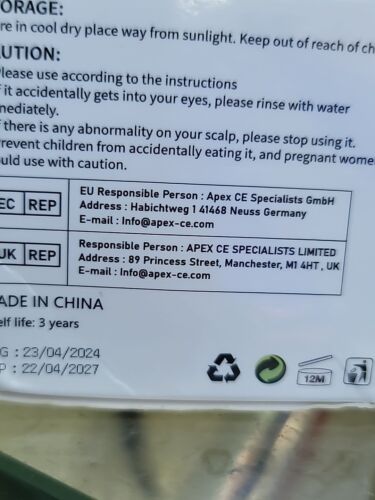 ORAGE:
re in cool dry place way from sunlight. Keep out of reach of ch
UTION:
lease use according to the instructions
it accidentally gets into your eyes, please rinse with water
mediately.
there is any abnormality on your scalp, please stop using it.
revent children from accidentally eating it, and pregnant wome
ould use with caution.
EC REP
EU Responsible Person : Apex CE Specialists GmbH
Address : Habichtweg 1 41468 Neuss Germany
E-mail : Info@apex-ce.com
UK REP
Responsible Person : APEX CE SPECIALISTS LIMITED
Address : 89 Princess Street, Manchester, M1 4HT , UK
E-mail : Info@apex-ce.com
ADE IN CHINA
elf life: 3 years
G : 23/04/2024
P : 22/04/2027
12M